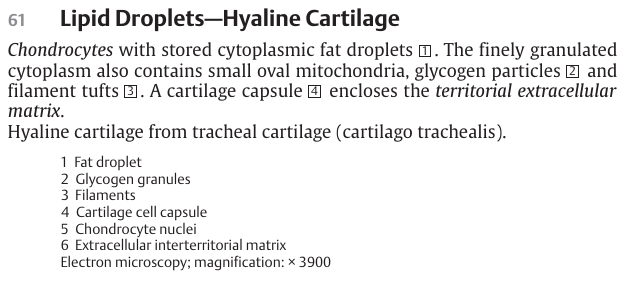 61 Lipid Droplets—Hyaline Cartilage
Chondrocytes with stored cytoplasmic fat droplets 1. The finely granulated
cytoplasm also contains small oval mitochondria, glycogen particles 2 and
filament tufts 3. A cartilage capsule 4 encloses the territorial extracellular
matrix.
Hyaline cartilage from tracheal cartilage (cartilago trachealis).
1 Fat droplet
2 Glycogen granules
3 Filaments
4 Cartilage cell capsule
5 Chondrocyte nuclei
6 Extracellular interterritorial matrix
Electron microscopy; magnification: × 3900